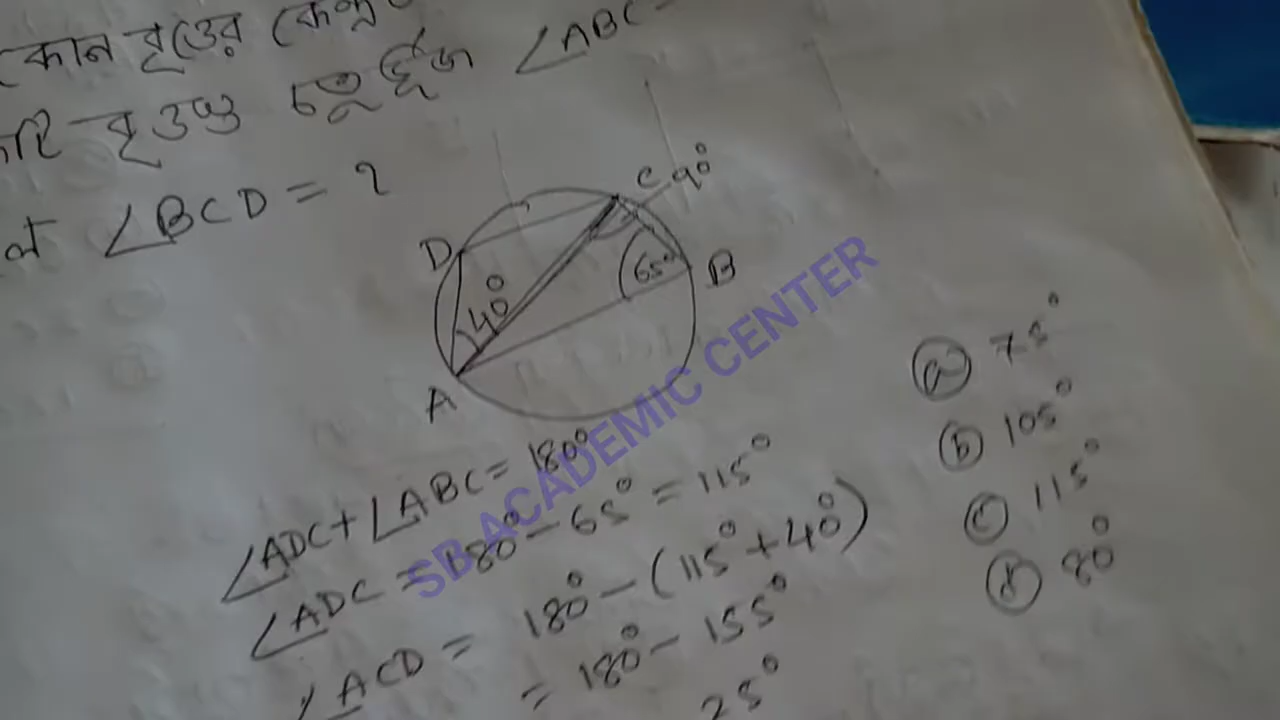 কোন বৃত্তের কেন্দ্র
বৃত্তস্থ চতুর্ভুজ ∠ABC
∠BCD = ?
C 90°
D
40°
65°
B
A
∠ADC + ∠ABC = 180°
∠ADC = 180° - 65° = 115°
∠ACD = 180° - (115° + 40°)
= 180° - 155°
25°
(a) 75°
(b) 105°
(c) 115°
(d) 80°
SB ACADEMIC CENTER